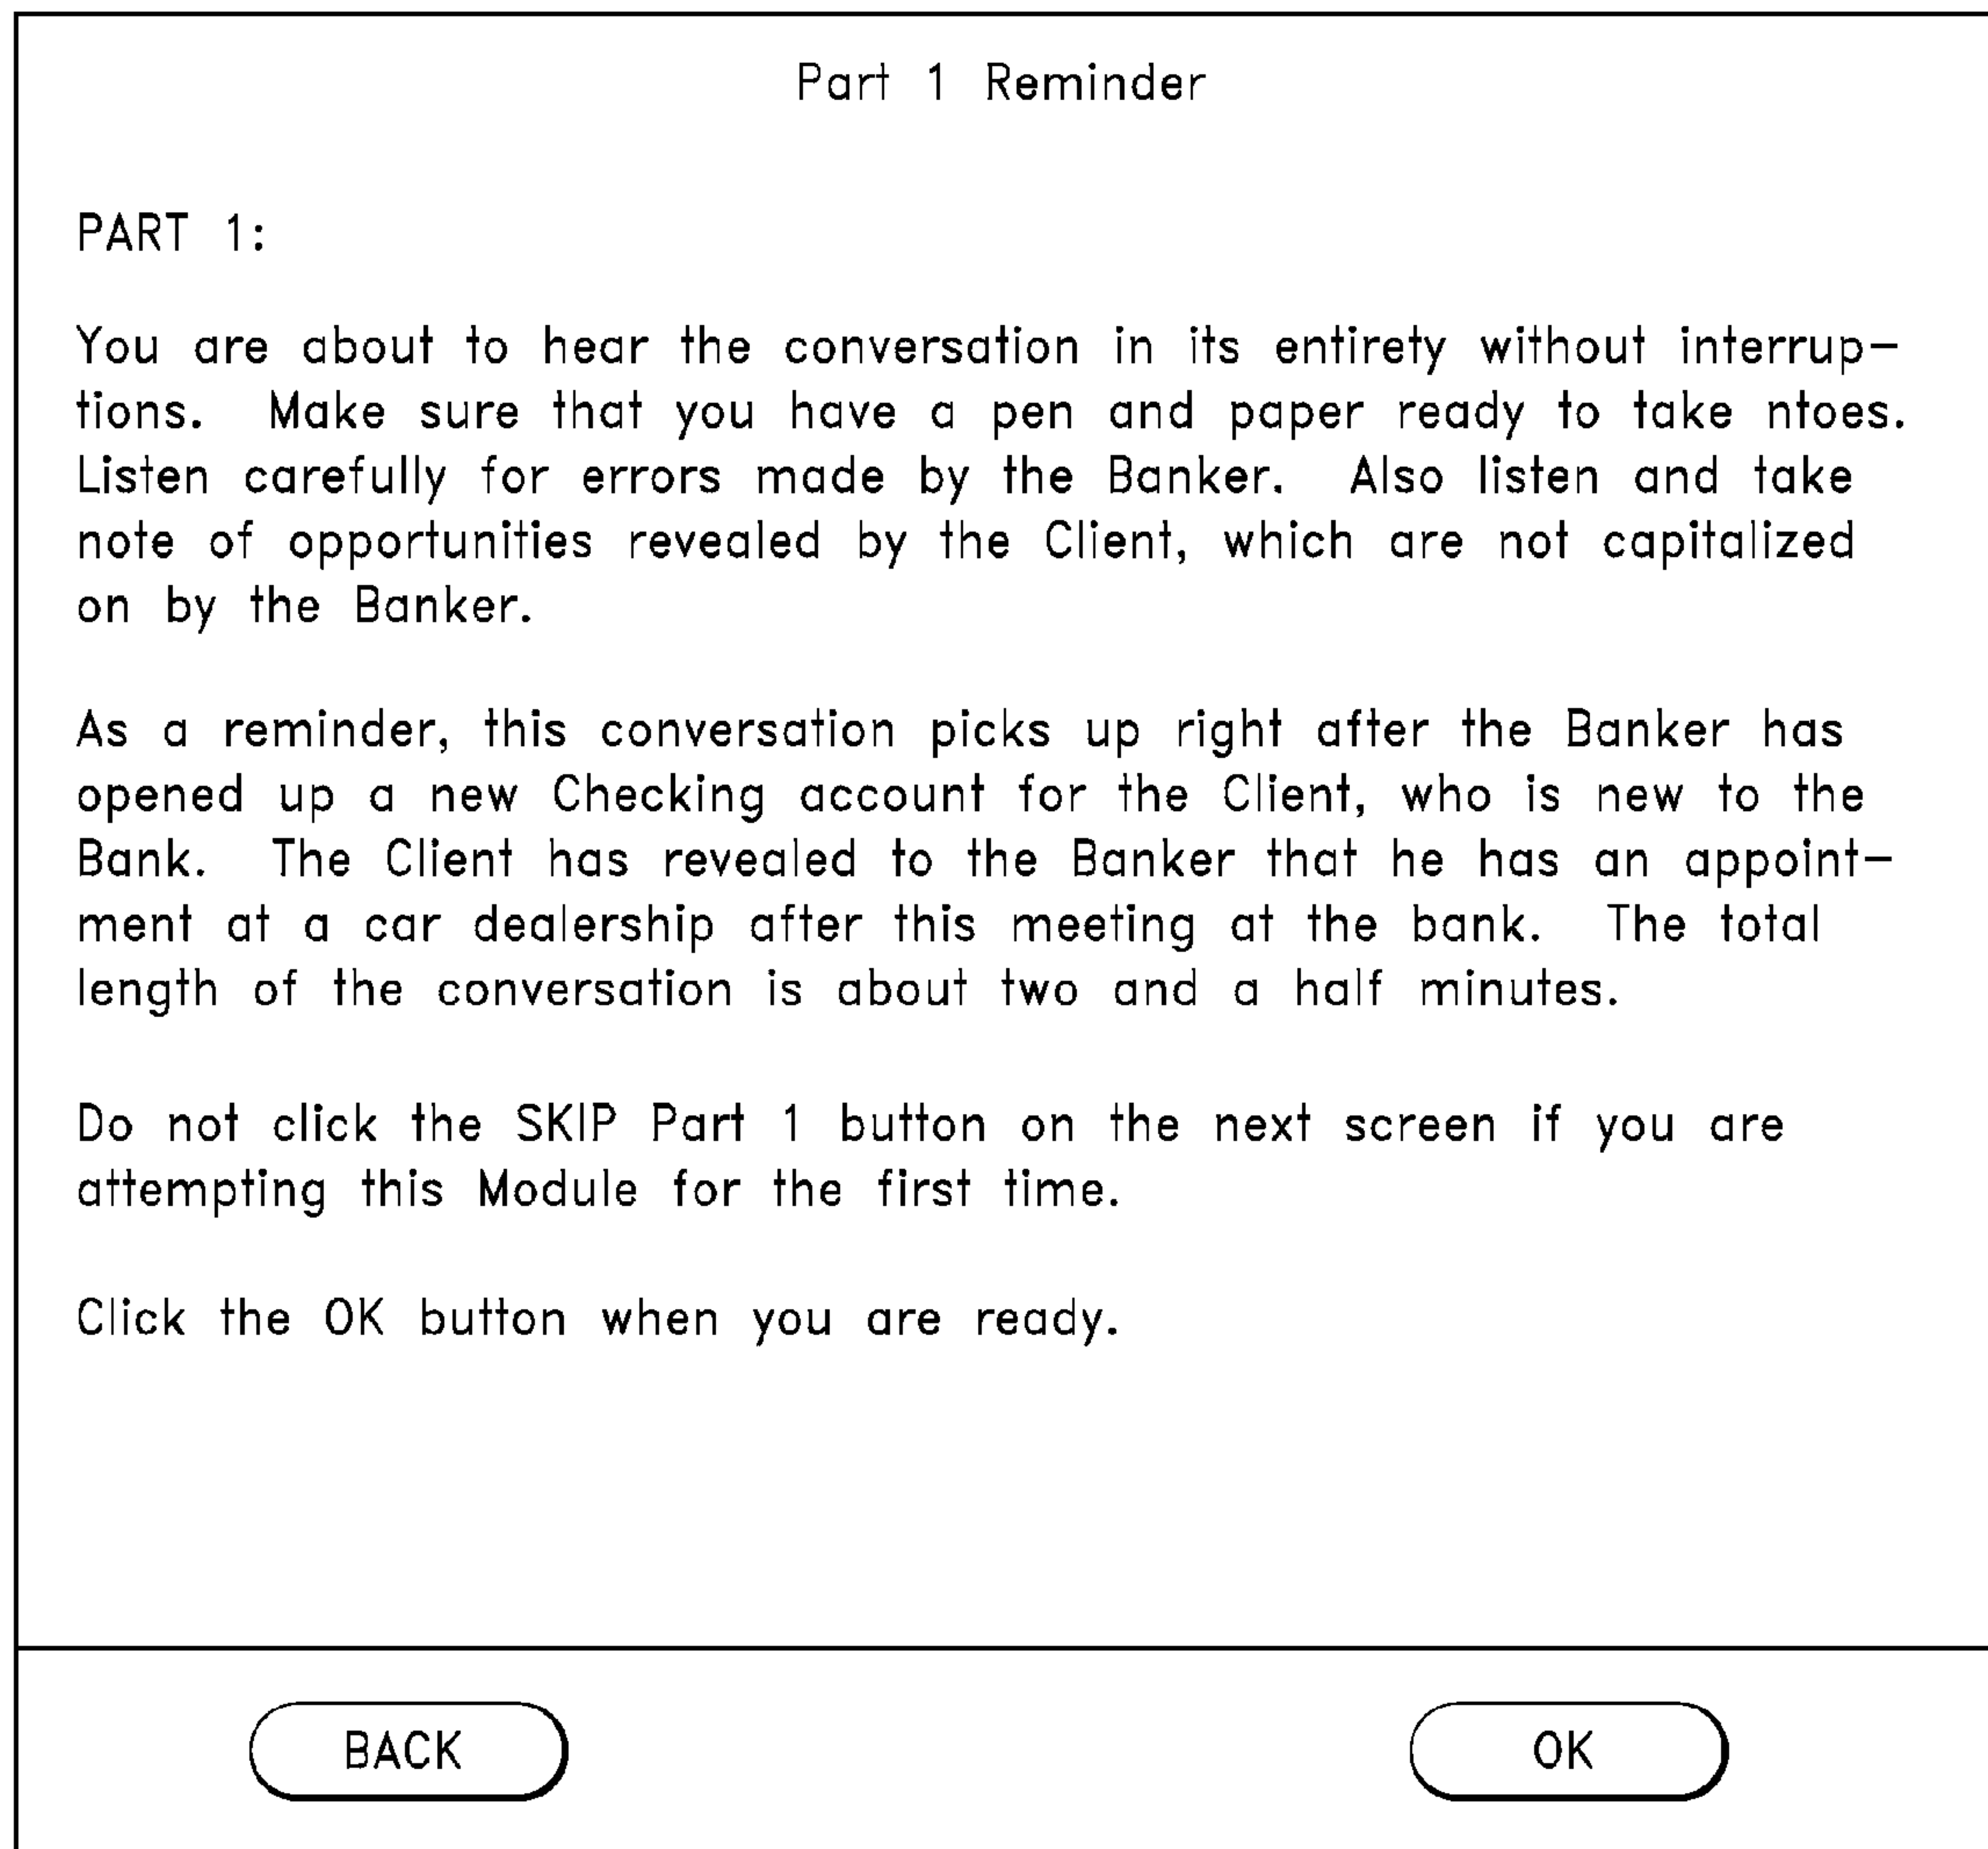 Part 1 Reminder
PART 1:
You are about to hear the conversation in its entirety without interrup-
tions. Make sure that you have a pen and paper ready to take ntoes.
Listen carefully for errors made by the Banker. Also listen and take
note of opportunities revealed by the Client, which are not capitalized
on by the Banker.
As a reminder, this conversation picks up right after the Banker has
opened up a new Checking account for the Client, who is new to the
Bank. The Client has revealed to the Banker that he has an appoint-
ment at a car dealership after this meeting at the bank. The total
length of the conversation is about two and a half minutes.
Do not click the SKIP Part 1 button on the next screen if you are
attempting this Module for the first time.
Click the OK button when you are ready.
BACK OK